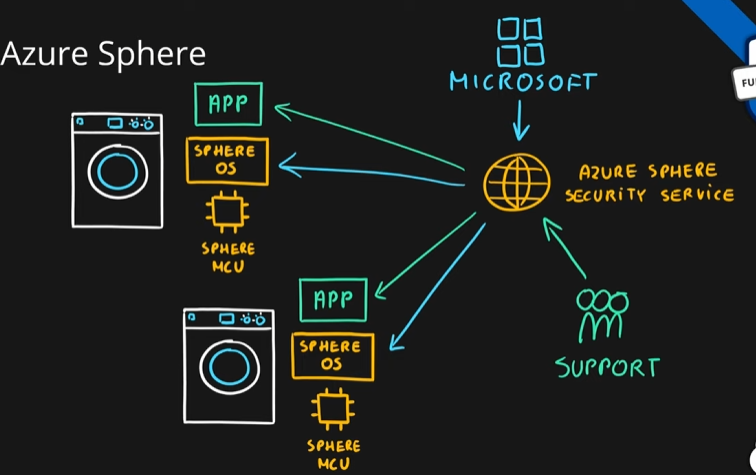 Azure Sphere
MICROSOFT
APP
SPHERE
OS
SPHERE
MCU
AZURE SPHERE
SECURITY SERVICE
APP
SPHERE
OS
SPHERE
MCU
SUPPORT